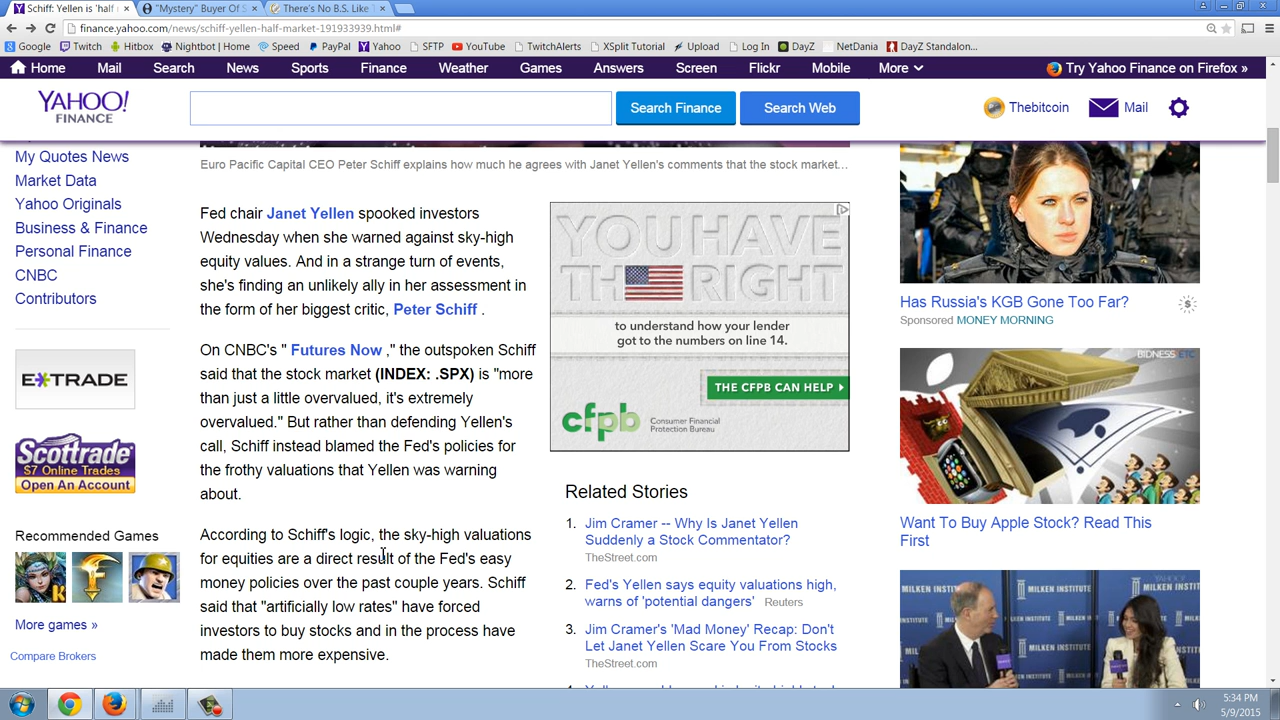 Schiff: Yellen is 'half m
"Mystery" Buyer Of S
There's No B.S. Like T
finance.yahoo.com/news/schiff-yellen-half-market-191933939.html#
Google Twitch Hitbox Nightbot | Home Speed PayPal Yahoo SFTP YouTube TwitchAlerts XSplit Tutorial Upload Log In DayZ NetDania DayZ Standalon...
Home Mail Search News Sports Finance Weather Games Answers Screen Flickr Mobile More Try Yahoo Finance on Firefox »
YAHOO!
FINANCE
Search Finance
Search Web
Thebitcoin
Mail
My Quotes News
Market Data
Yahoo Originals
Business & Finance
Personal Finance
CNBC
Contributors
E*TRADE
Scottrade
$7 Online Trades
Open An Account
Recommended Games
More games »
Compare Brokers
Euro Pacific Capital CEO Peter Schiff explains how much he agrees with Janet Yellen's comments that the stock market...
Fed chair Janet Yellen spooked investors
Wednesday when she warned against sky-high
equity values. And in a strange turn of events,
she's finding an unlikely ally in her assessment in
the form of her biggest critic, Peter Schiff .
On CNBC's " Futures Now ," the outspoken Schiff
said that the stock market (INDEX: .SPX) is "more
than just a little overvalued, it's extremely
overvalued." But rather than defending Yellen's
call, Schiff instead blamed the Fed's policies for
the frothy valuations that Yellen was warning
about.
According to Schiff's logic, the sky-high valuations
for equities are a direct result of the Fed's easy
money policies over the past couple years. Schiff
said that "artificially low rates" have forced
investors to buy stocks and in the process have
made them more expensive.
YOU HAVE
TH RIGHT
to understand how your lender
got to the numbers on line 14.
THE CFPB CAN HELP
cfpb
Consumer Financial
Protection Bureau
Related Stories
1. Jim Cramer -- Why Is Janet Yellen
Suddenly a Stock Commentator?
TheStreet.com
2. Fed's Yellen says equity valuations high,
warns of 'potential dangers' Reuters
3. Jim Cramer's 'Mad Money' Recap: Don't
Let Janet Yellen Scare You From Stocks
TheStreet.com
Has Russia's KGB Gone Too Far?
Sponsored MONEY MORNING
BIDNESS ETC
Want To Buy Apple Stock? Read This
First
YAHOO!
MILKEN INSTITUTE
5:34 PM
5/9/2015